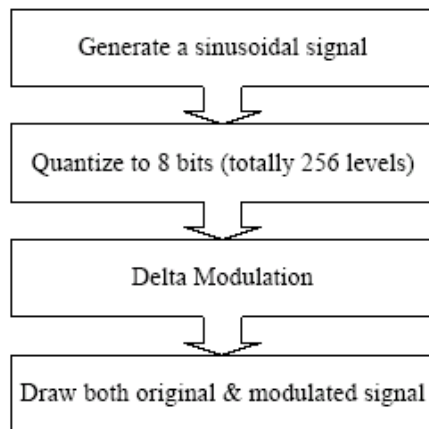 Generate a sinusoidal signal
Quantize to 8 bits (totally 256 levels)
Delta Modulation
Draw both original & modulated signal